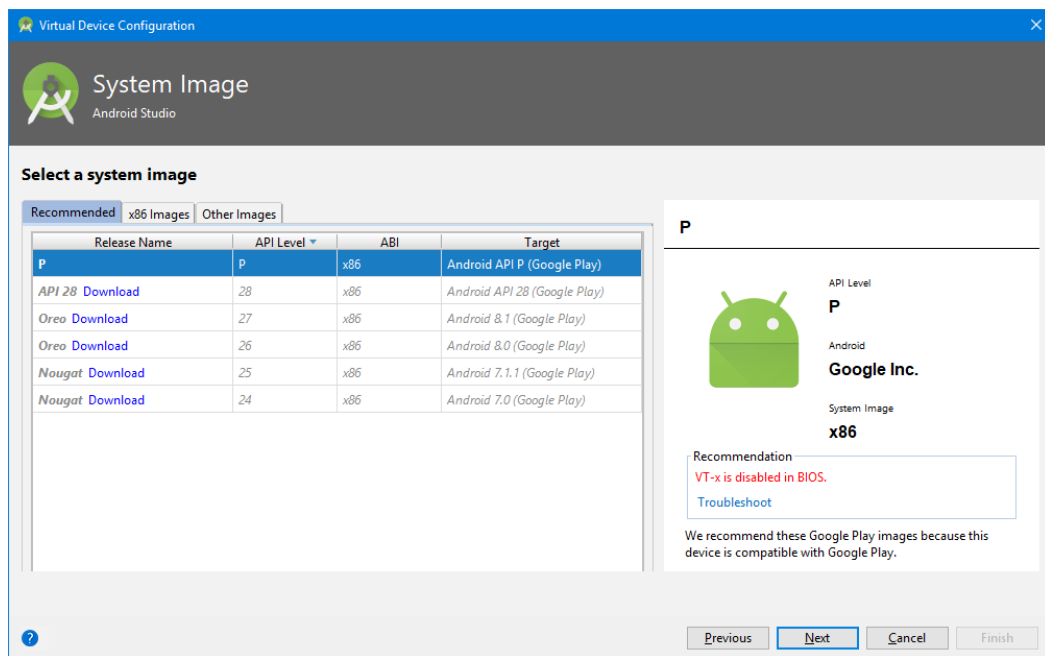 Virtual Device Configuration
System Image
Android Studio
Select a system image
Recommended x86 Images Other Images
Release Name API Level ABI Target
P P x86 Android API P (Google Play)
API 28 Download 28 x86 Android API 28 (Google Play)
Oreo Download 27 x86 Android 8.1 (Google Play)
Oreo Download 26 x86 Android 8.0 (Google Play)
Nougat Download 25 x86 Android 7.1.1 (Google Play)
Nougat Download 24 x86 Android 7.0 (Google Play)
P
API Level
P
Android
Google Inc.
System Image
x86
Recommendation
VT-x is disabled in BIOS.
Troubleshoot
We recommend these Google Play images because this
device is compatible with Google Play.
? Previous Next Cancel Finish